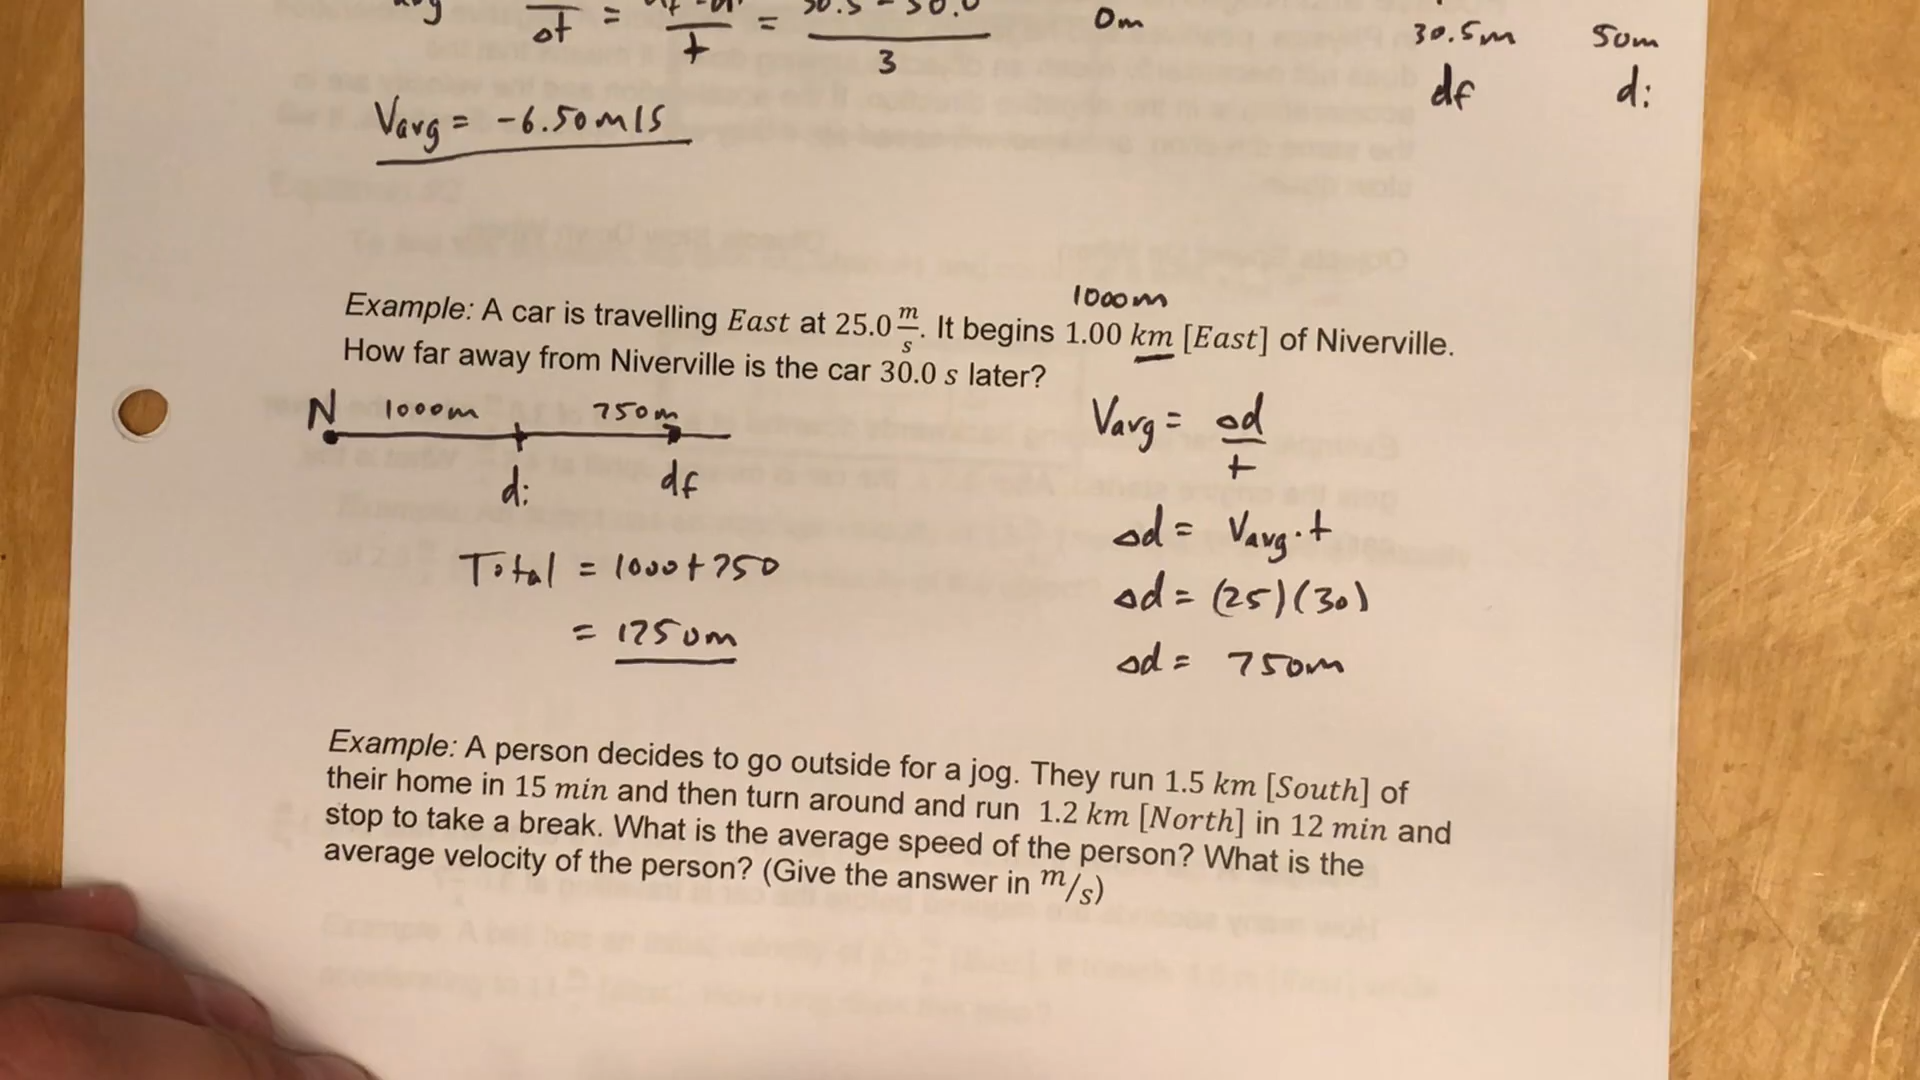 Δt = t = 30.5 - 50.0 / 3
0m 30.5m 50m
df di
Vavg = -6.50m/s
1000m
Example: A car is travelling East at 25.0 m/s. It begins 1.00 km [East] of Niverville.
How far away from Niverville is the car 30.0 s later?
N 1000m 750m
di df
Vavg = Δd / t
Δd = Vavg · t
Total = 1000 + 750
Δd = (25)(30)
= 1750m
Δd = 750m
Example: A person decides to go outside for a jog. They run 1.5 km [South] of
their home in 15 min and then turn around and run 1.2 km [North] in 12 min and
stop to take a break. What is the average speed of the person? What is the
average velocity of the person? (Give the answer in m/s)